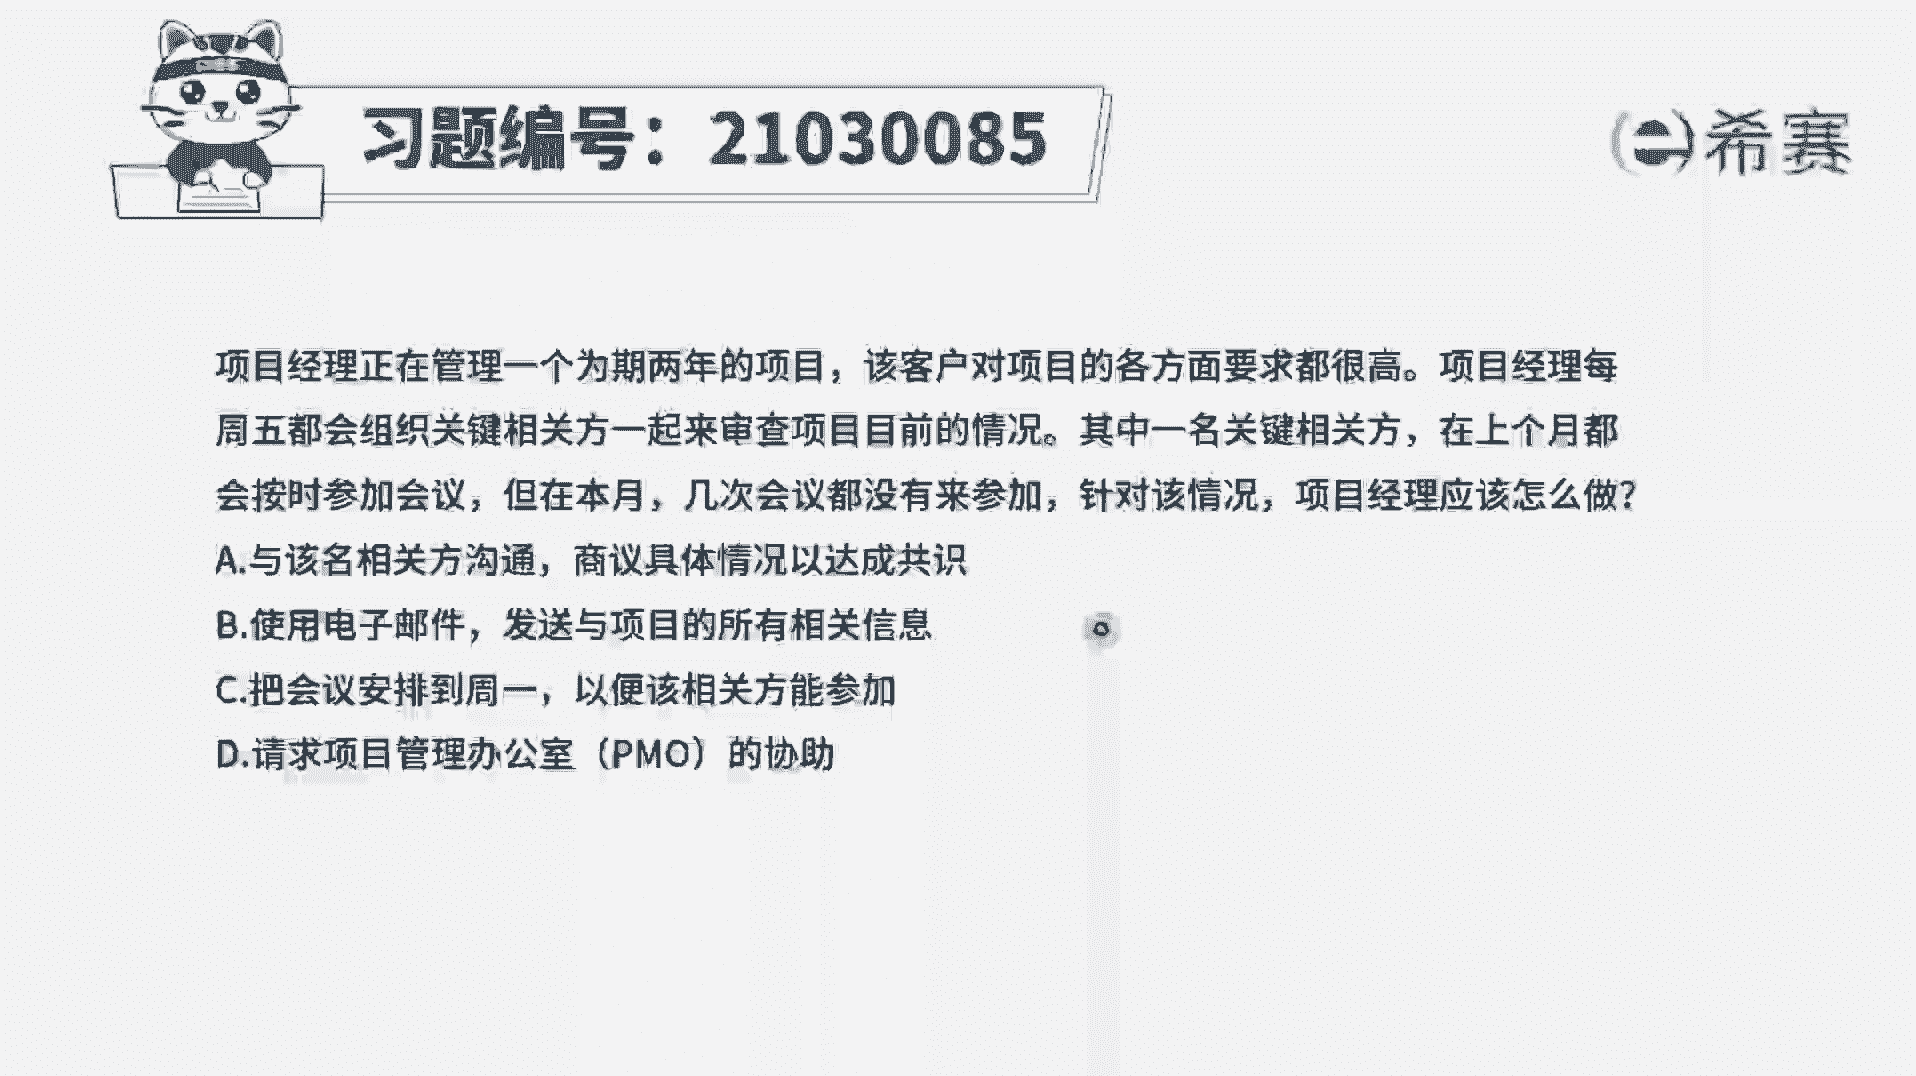 习题编号：21030085
希赛
项目经理正在管理一个为期两年的项目，该客户对项目的各方面要求都很高。项目经理每
周五都会组织关键相关方一起来审查项目目前的情况。其中一名关键相关方，在上个月都
会按时参加会议，但在本月，几次会议都没有来参加，针对该情况，项目经理应该怎么做？
A.与该名相关方沟通，商议具体情况以达成共识
B.使用电子邮件，发送与项目的所有相关信息
C.把会议安排到周一，以便该相关方能参加
D.请求项目管理办公室（PMO）的协助